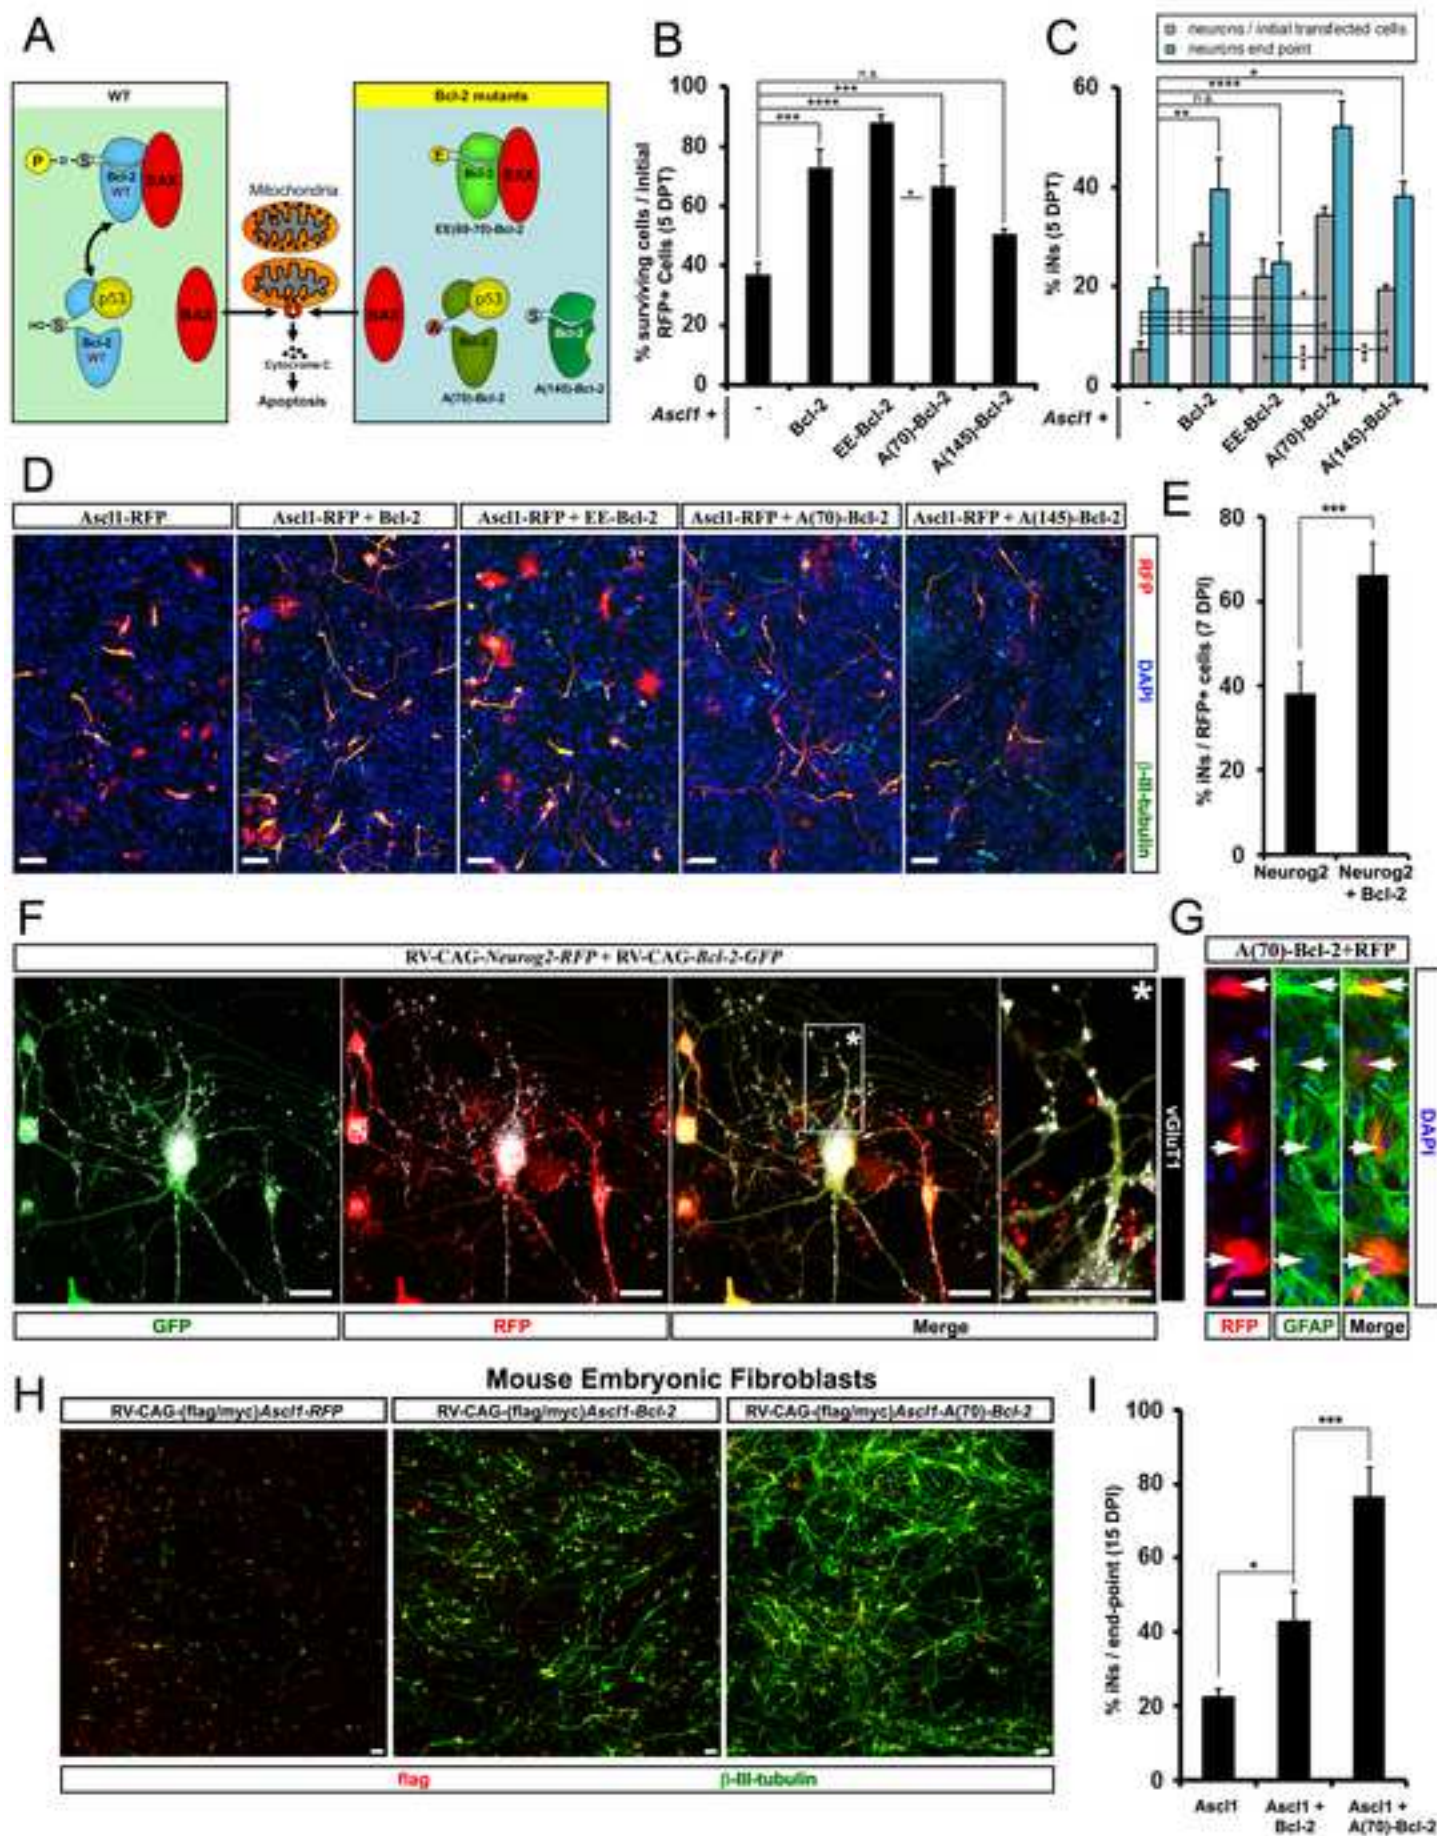 A
WT
Bcl-2 mutants
P
S
Bcl-2
WT
BAX
E
Bcl-2
BAX
EE(69-70)-Bcl-2
Mitochondria
p53
HO
S
Bcl-2
WT
BAX
BAX
Cytocrome C
Apoptosis
p53
A
Bcl-2
A(70)-Bcl-2
S
Bcl-2
A(145)-Bcl-2
B
% surviving cells / initial
RFP+ Cells (5 DPT)
100
80
60
40
20
0
n.s
***
****
***
*
Ascl1 +
-
Bcl-2
EE-Bcl-2
A(70)-Bcl-2
A(145)-Bcl-2
C
neurons / initial transfected cells
neurons end point
% iNs (5 DPT)
60
40
20
0
*
****
n.s
**
Ascl1 +
-
Bcl-2
EE-Bcl-2
A(70)-Bcl-2
A(145)-Bcl-2
D
Ascl1-RFP
Ascl1-RFP + Bcl-2
Ascl1-RFP + EE-Bcl-2
Ascl1-RFP + A(70)-Bcl-2
Ascl1-RFP + A(145)-Bcl-2
RFP
DAPI
β-III-tubulin
E
% iNs / RFP+ cells (7 DPI)
80
60
40
20
0
***
Neurog2
Neurog2
+ Bcl-2
F
RV-CAG-Neurog2-RFP + RV-CAG-Bcl-2-GFP
*
*
vGluT1
GFP
RFP
Merge
G
A(70)-Bcl-2+RFP
DAPI
RFP
GFAP
Merge
H
Mouse Embryonic Fibroblasts
RV-CAG-(flag/myc)Ascl1-RFP
RV-CAG-(flag/myc)Ascl1-Bcl-2
RV-CAG-(flag/myc)Ascl1-A(70)-Bcl-2
flag
β-III-tubulin
I
% iNs / end-point (15 DPI)
100
80
60
40
20
0
*
***
Ascl1
Ascl1 +
Bcl-2
Ascl1 +
A(70)-Bcl-2